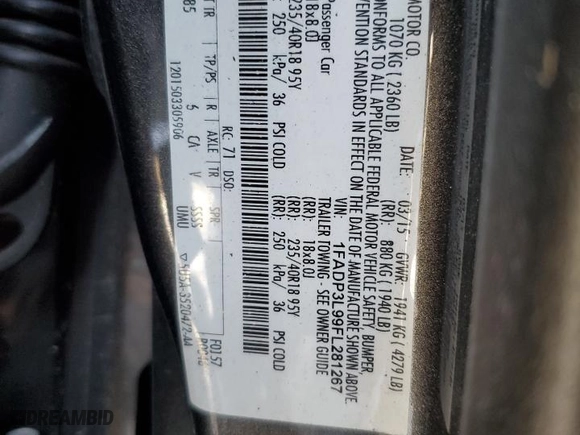 MOTOR CO.
DATE: 03/15 GVWR: 1941 KG ( 4279 LB)
1070 KG ( 2360 LB) (RR): 880 KG ( 1940 LB)
CONFORMS TO ALL APPLICABLE FEDERAL MOTOR VEHICLE SAFETY, BUMPER
VENTION STANDARDS IN EFFECT ON THE DATE OF MANUFACTURE SHOWN ABOVE.
VIN: 1FADP3L99FL281267
Passenger Car TRAILER TOWING - SEE OWNER GUIDE
18x8.0J (RR): 18x8.0J
235/40R18 95Y (RR): 235/40R18 95Y
250 kPa/ 36 PSI COLD (RR): 250 kPa/ 36 PSI COLD
RC: 71 DSO:
F0157
TR TP/PS TR AXLE TR SPR
85 5 CA V SSSS UMU
1201503305906